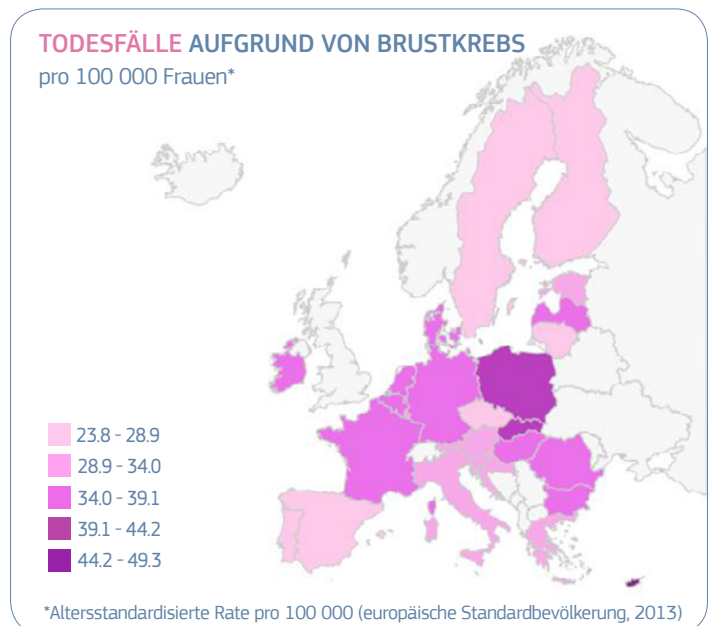 TODESFÄLLE AUFGRUND VON BRUSTKREBS
pro 100 000 Frauen*
23.8 - 28.9
28.9 - 34.0
34.0 - 39.1
39.1 - 44.2
44.2 - 49.3
*Altersstandardisierte Rate pro 100 000 (europäische Standardbevölkerung, 2013)